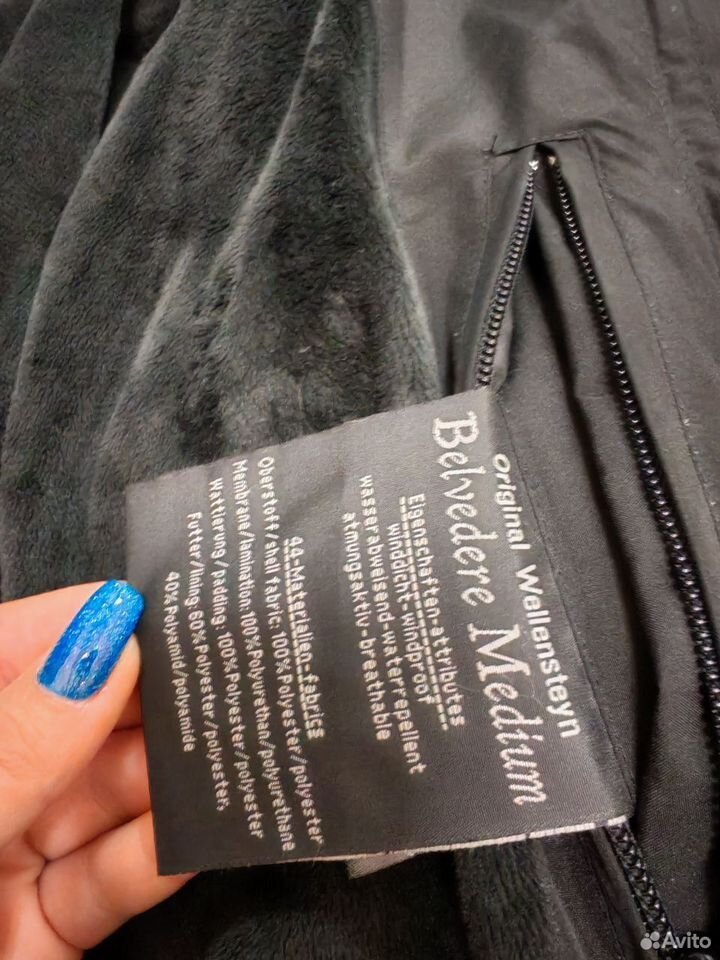 original Wellensteyn
Belvedere Medium
Eigenschaften-attributes
winddicht-windproof
wasserabweisend-waterrepellent
atmungsaktiv-breathable
94-Materialien-fabrics
Oberstoff/shell fabric: 100% Polyester/polyester
Membrane/lamination: 100% Polyurethan/polyurethane
Wattierung/padding: 100% Polyester/polyester
Futter/lining 60% Polyester/polyester,
40% Polyamid/polyamide
Avito